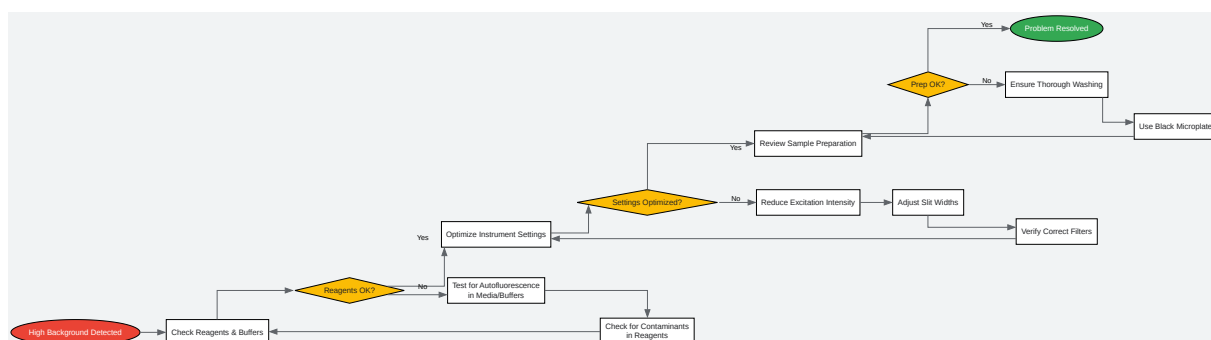 Yes
Problem Resolved
Prep OK?
No
Ensure Thorough Washing
Use Black Microplate
Review Sample Preparation
Yes
Settings Optimized?
No
Reduce Excitation Intensity
Adjust Slit Widths
Verify Correct Filters
Optimize Instrument Settings
Yes
Reagents OK?
No
Test for Autofluorescence
in Media/Buffers
High Background Detected
Check Reagents & Buffers
Check for Contaminants
in Reagents